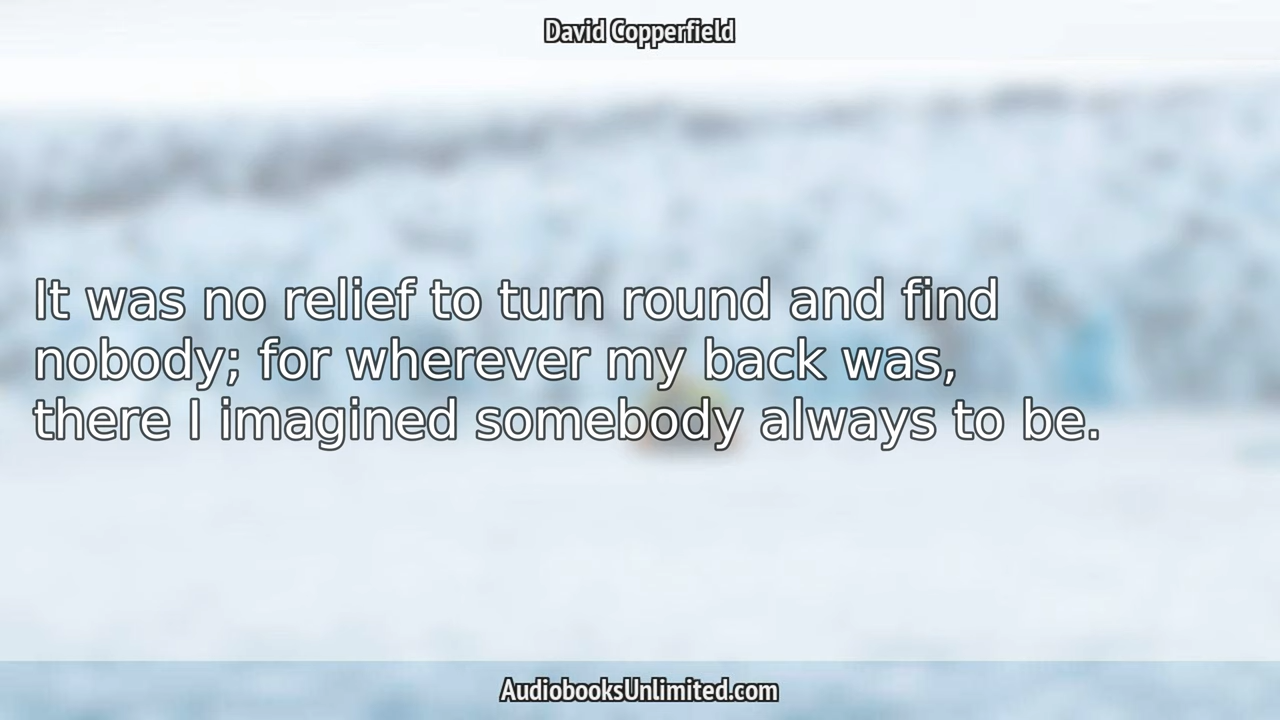 David Copperfield
It was no relief to turn round and find
nobody; for wherever my back was,
there I imagined somebody always to be.
AudiobooksUnlimited.com